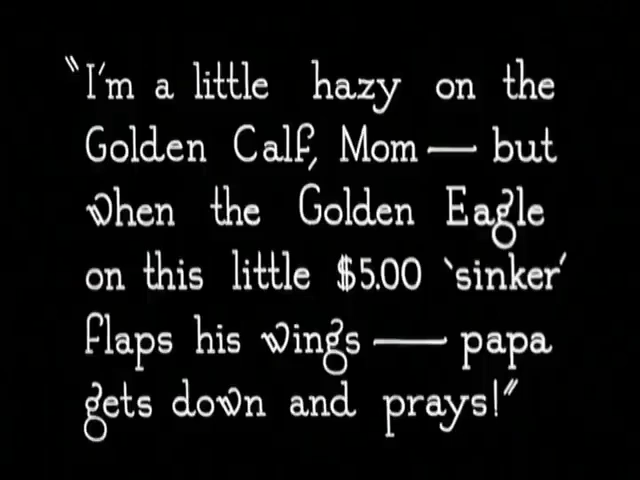 "I'm a little hazy on the
Golden Calf, Mom — but
when the Golden Eagle
on this little $5.00 'sinker'
flaps his wings — papa
gets down and prays!"